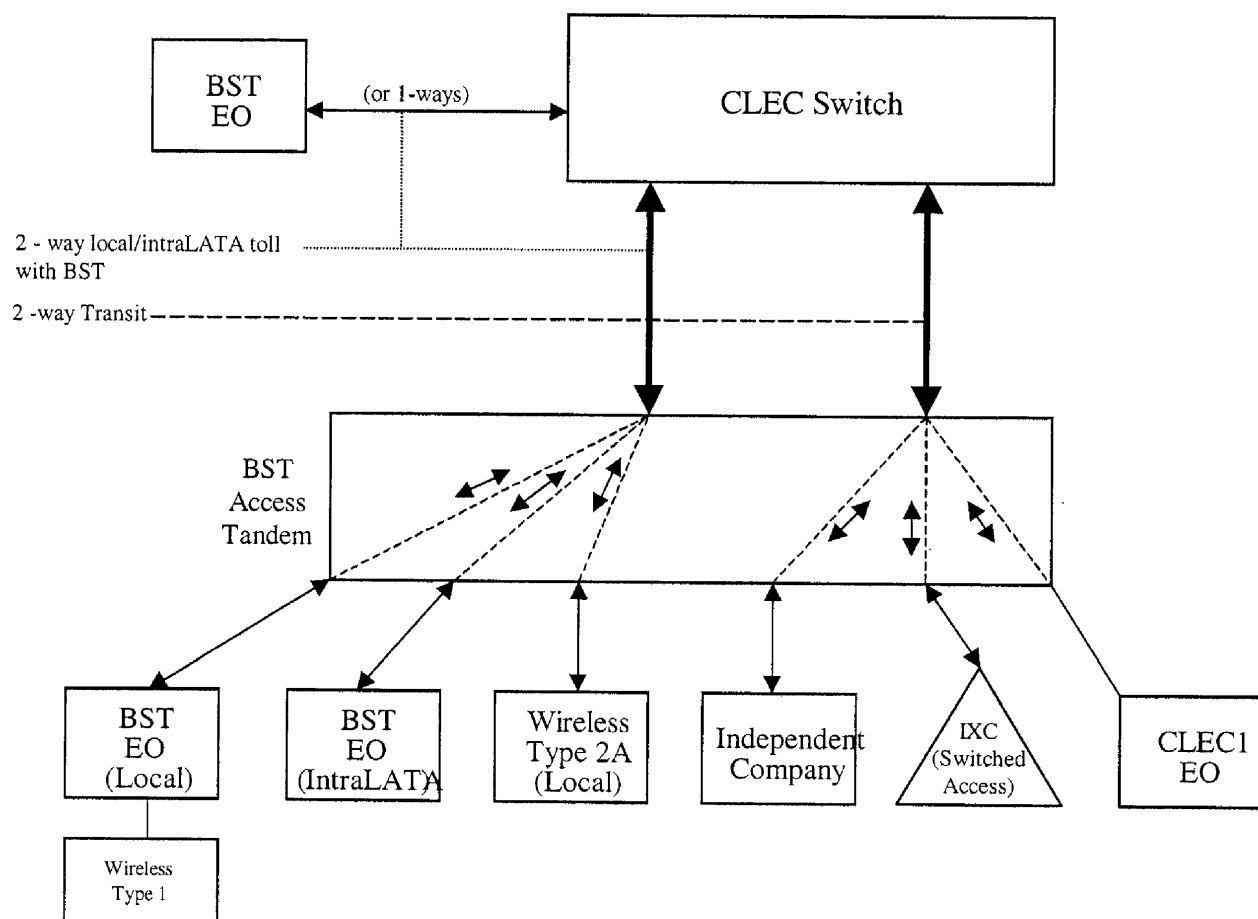 BST
EO
(or 1-ways)
CLEC Switch
2 - way local/intraLATA toll
with BST
2 -way Transit
BST
Access
Tandem
BST
EO
(Local)
BST
EO
(IntraLATA)
Wireless
Type 2A
(Local)
Independent
Company
IXC
(Switched
Access)
CLEC1
EO
Wireless
Type 1